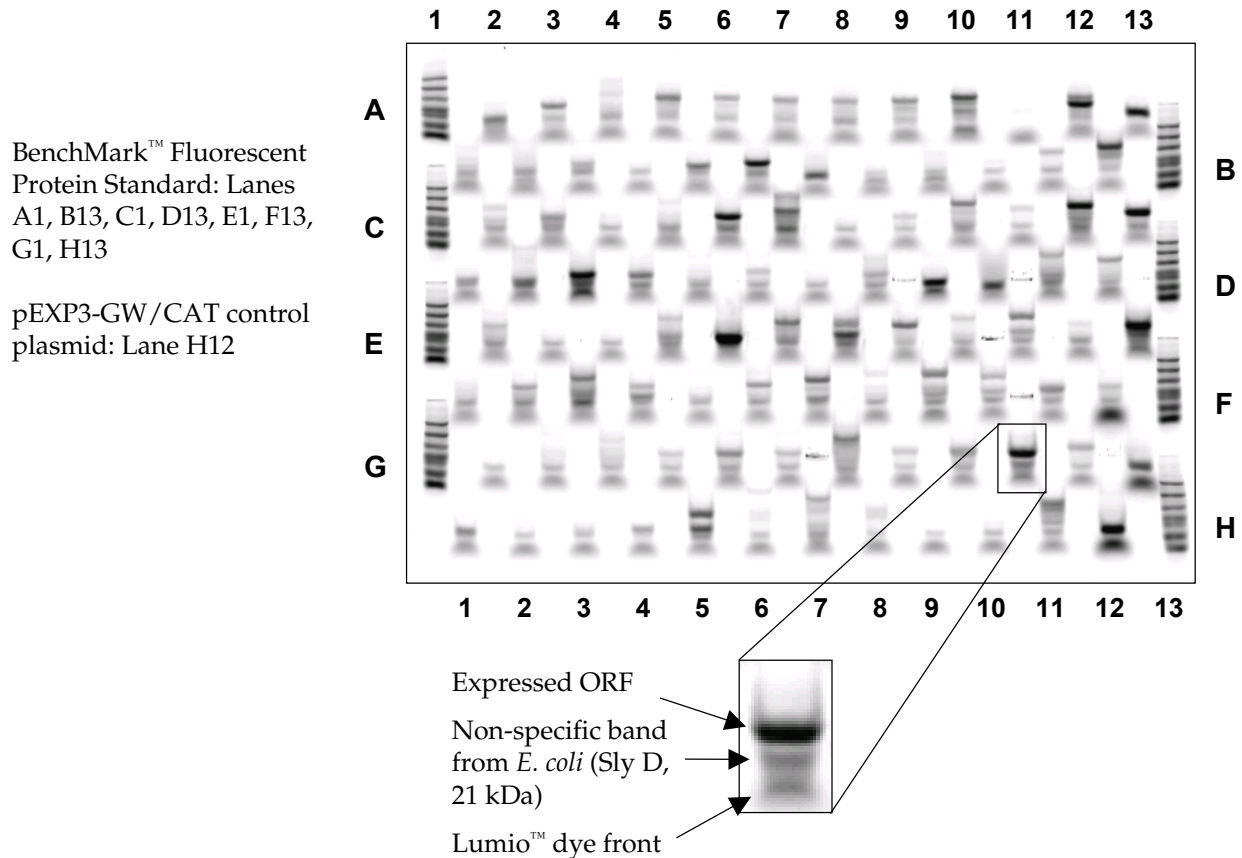 1 2 3 4 5 6 7 8 9 10 11 12 13
A
B
BenchMark™ Fluorescent
Protein Standard: Lanes
A1, B13, C1, D13, E1, F13,
G1, H13
C
D
pEXP3-GW/CAT control
plasmid: Lane H12
E
F
G
H
1 2 3 4 5 6 7 8 9 10 11 12 13
Expressed ORF
Non-specific band
from E. coli (Sly D,
21 kDa)
Lumio™ dye front